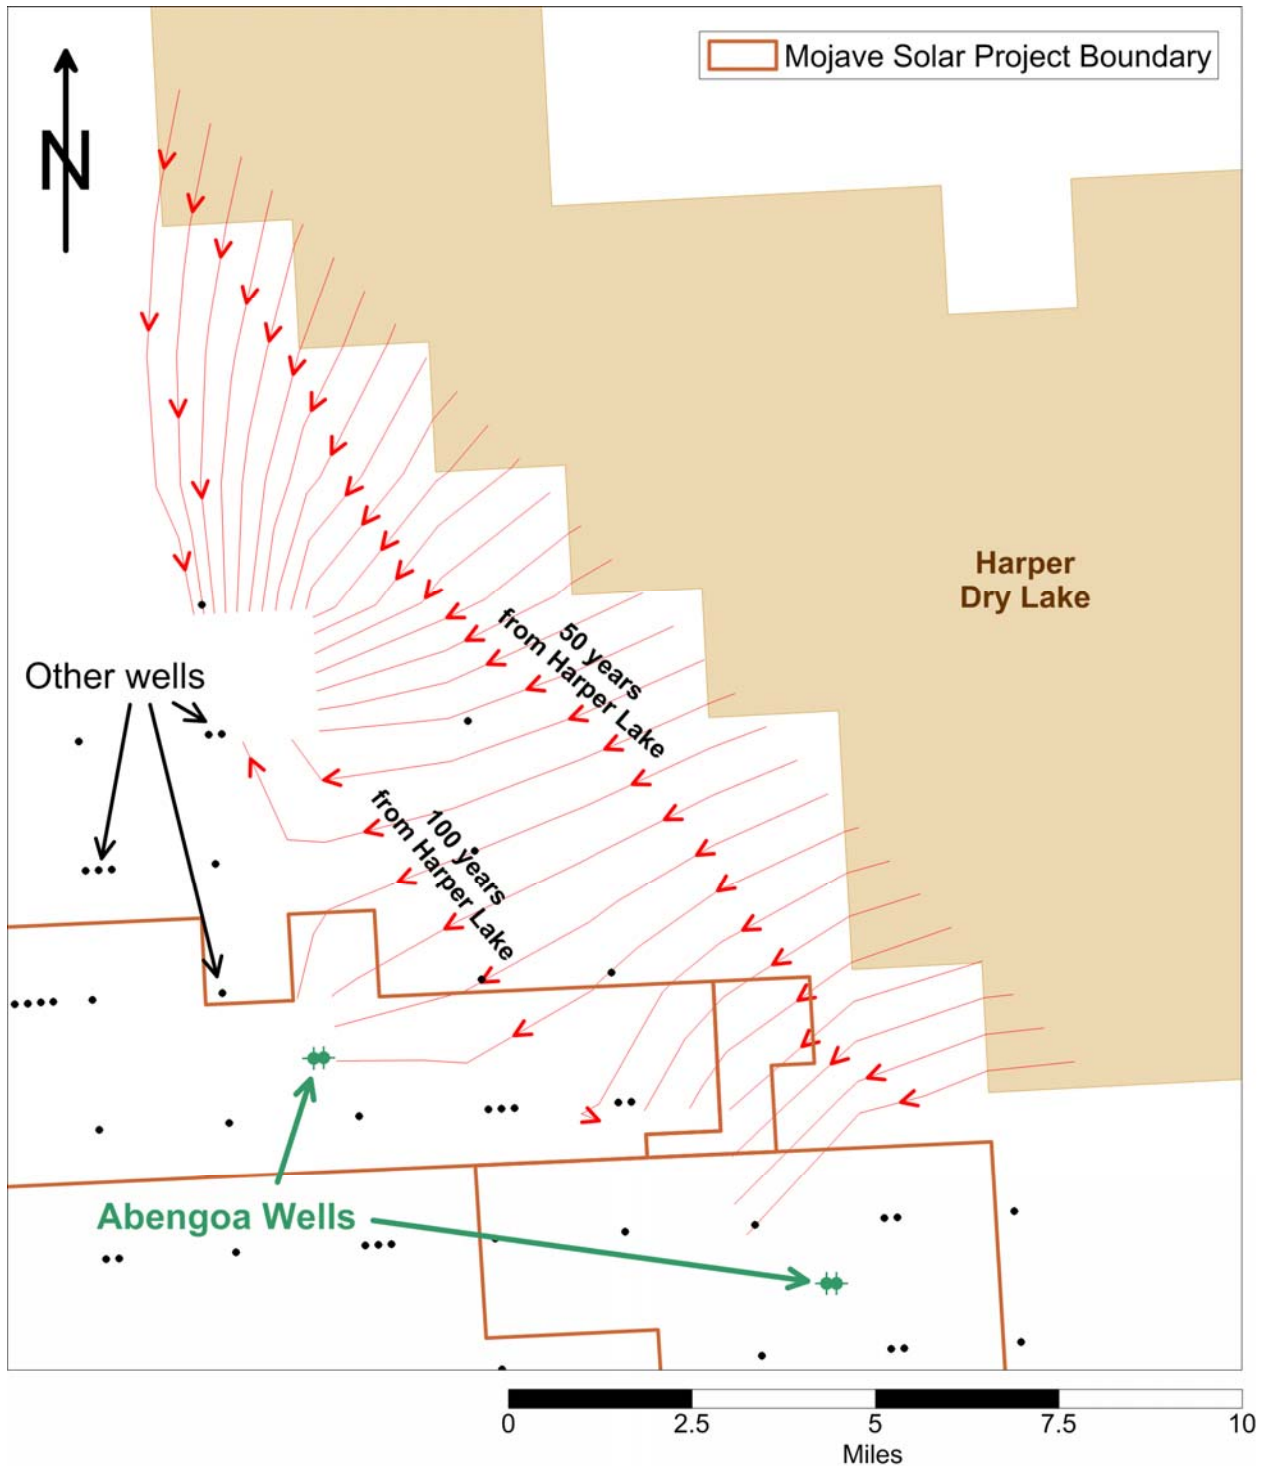 Mojave Solar Project Boundary
N
Harper
Dry Lake
50 years
from Harper Lake
Other wells
100 years
from Harper Lake
Abengoa Wells
0 2.5 5 7.5 10
Miles